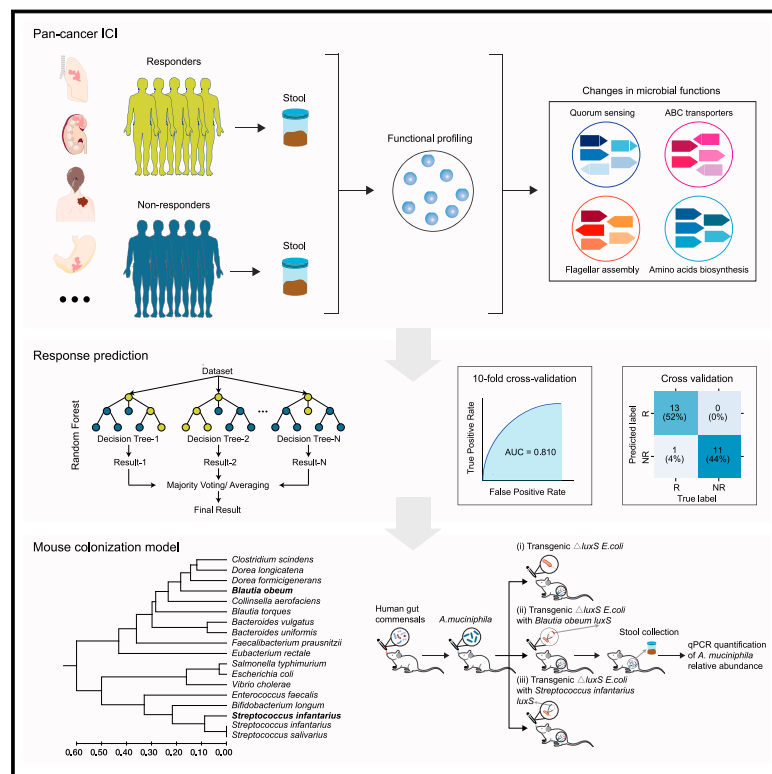 Pan-cancer ICI
Responders
Stool
Non-responders
Stool
Functional profiling
Changes in microbial functions
Quorum sensing
ABC transporters
Flagellar assembly
Amino acids biosynthesis
Response prediction
Random Forest
Dataset
Decision Tree-1
Decision Tree-2
Decision Tree-N
Result-1
Result-2
Result-N
Majority Voting/ Averaging
Final Result
10-fold cross-validation
True Positive Rate
AUC = 0.810
False Positive Rate
Cross validation
Predicted label
R
NR
13
(52%)
0
(0%)
1
(4%)
11
(44%)
R
NR
True label
Mouse colonization model
Clostridium scindens
Dorea longicatena
Dorea formicigenerans
Blautia obeum
Collinsella aerofaciens
Blautia torques
Bacteroides vulgatus
Bacteroides uniformis
Faecalibacterium prausnitzii
Eubacterium rectale
Salmonella typhimurium
Escherichia coli
Vibrio cholerae
Enterococcus faecalis
Bifidobacterium longum
Streptococcus infantarius
Streptococcus infantarius
Streptococcus salivarius
0.60 0.50 0.40 0.30 0.20 0.10 0.00
Human gut
commensals
A.muciniphila
(i) Transgenic △luxS E.coli
(ii) Transgenic △luxS E.coli
with Blautia obeum luxS
(iii) Transgenic △luxS E.coli
with Streptococcus infantarius
luxS
Stool collection
qPCR quantification
of A. muciniphila
relative abundance